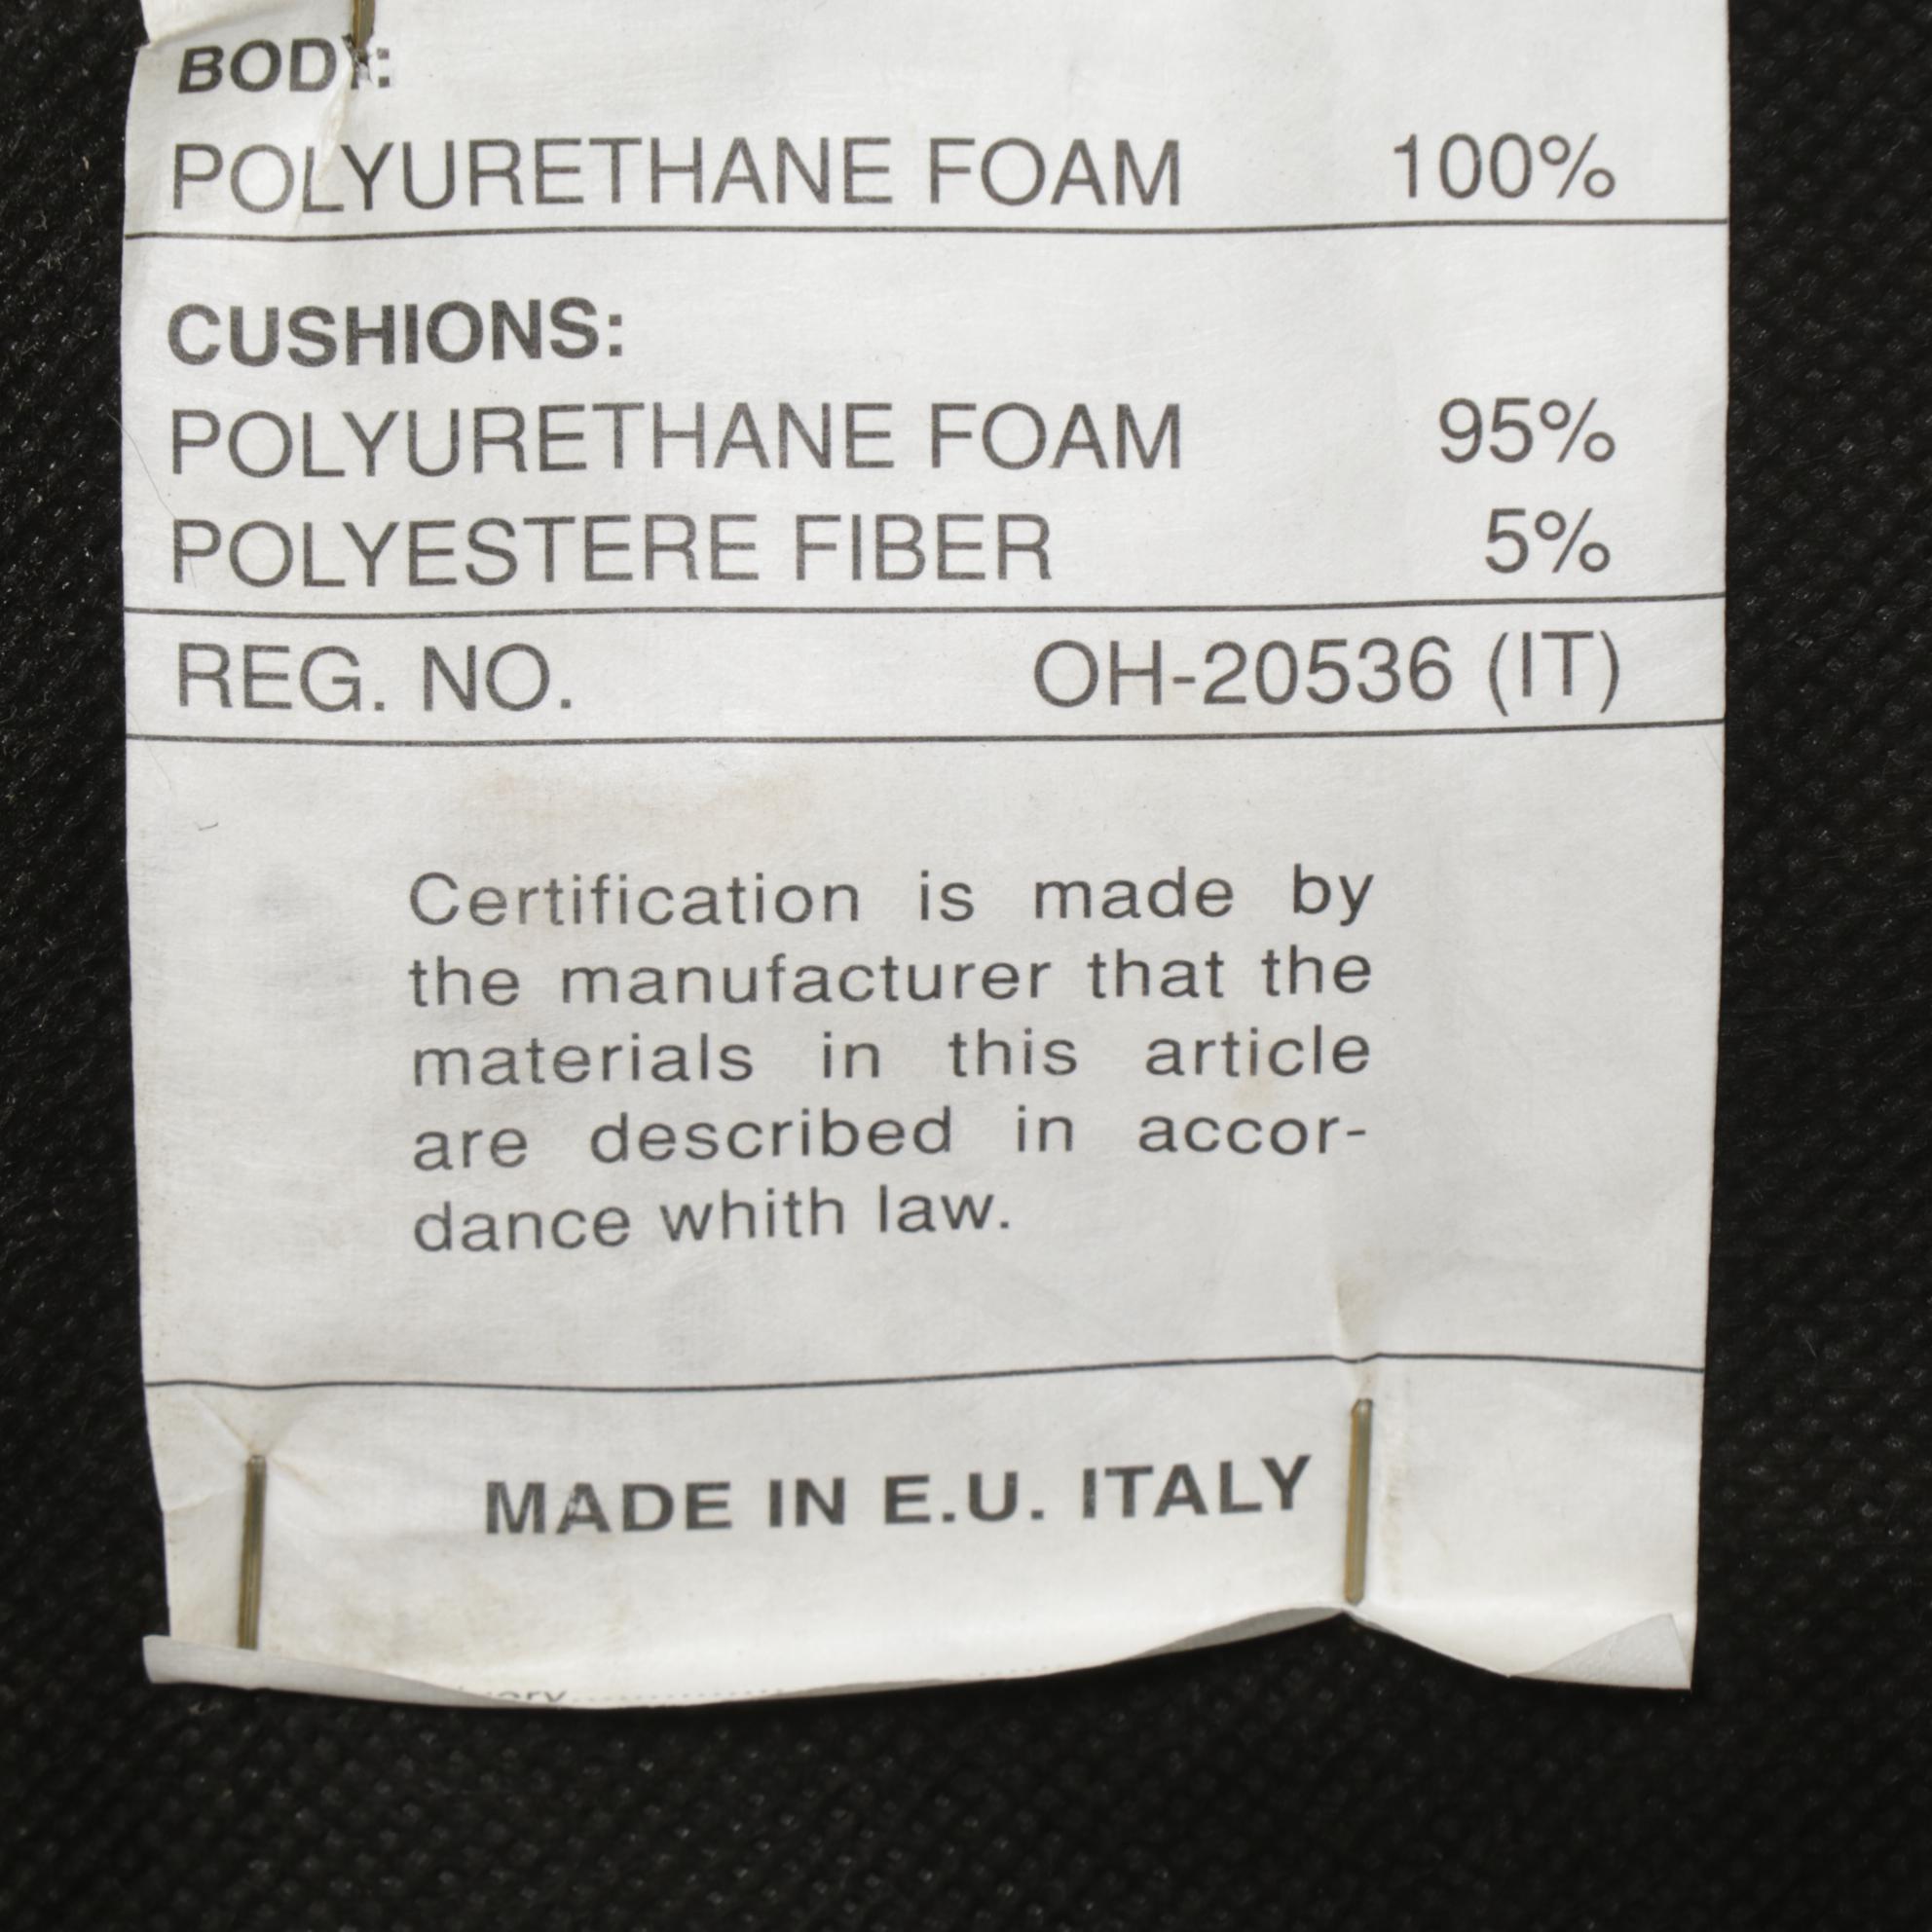 BODY:
POLYURETHANE FOAM 100%
CUSHIONS:
POLYURETHANE FOAM 95%
POLYESTERE FIBER 5%
REG. NO. OH-20536 (IT)
Certification is made by
the manufacturer that the
materials in this article
are described in accor-
dance whith law.
MADE IN E.U. ITALY